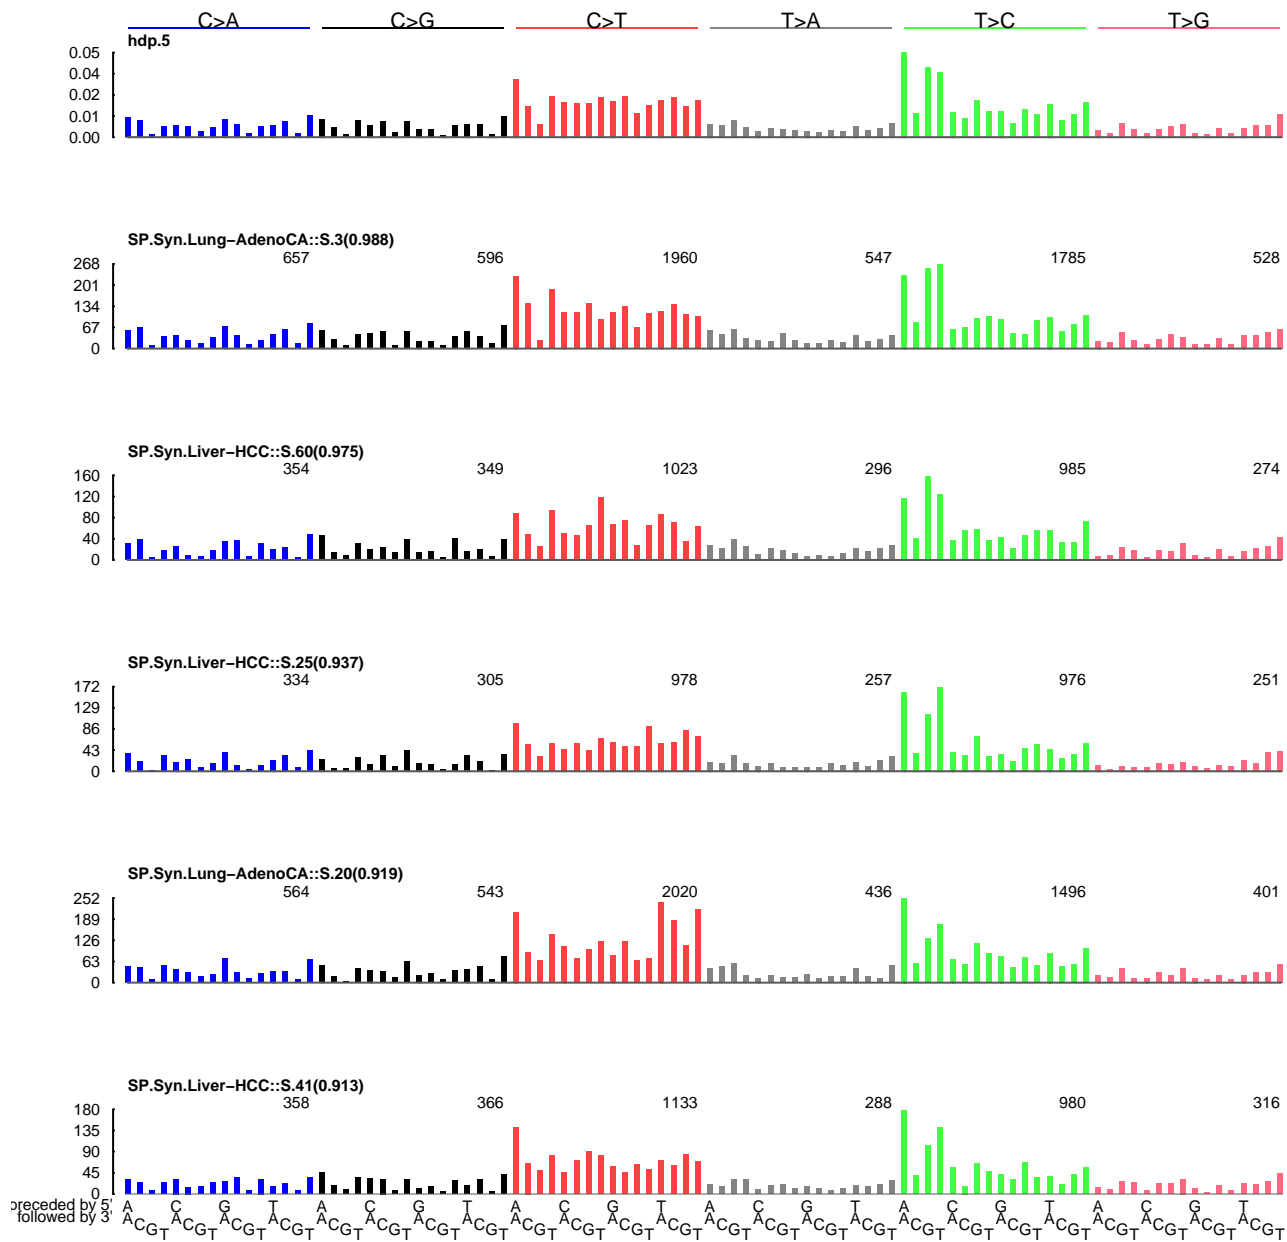 C>A C>G C>T T>A T>C T>G
hdp.5
0.05
0.04
0.02
0.01
0.00
SP.Syn.Lung−AdenoCA::S.3(0.988)
657 596 1960 547 1785 528
268
201
134
67
0
SP.Syn.Liver−HCC::S.60(0.975)
354 349 1023 296 985 274
160
120
80
40
0
SP.Syn.Liver−HCC::S.25(0.937)
334 305 978 257 976 251
172
129
86
43
0
SP.Syn.Lung−AdenoCA::S.20(0.919)
564 543 2020 436 1496 401
252
189
126
63
0
SP.Syn.Liver−HCC::S.41(0.913)
358 366 1133 288 980 316
180
135
90
45
0
preceded by 5' A C G T A C G T A C G T A C G T A C G T A C G T
followed by 3' A C G T A C G T A C G T A C G T A C G T A C G T A C G T A C G T A C G T A C G T A C G T A C G T A C G T A C G T A C G T A C G T A C G T A C G T A C G T A C G T A C G T A C G T A C G T A C G T